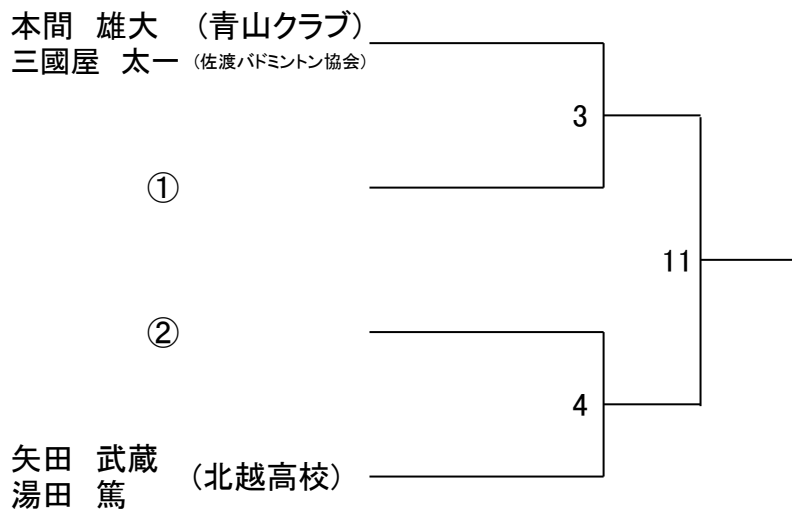 本間　雄大　(青山クラブ)
三國屋　太一 (佐渡バドミントン協会)
3
①
11
②
4
矢田　武蔵
(北越高校)
湯田　篤